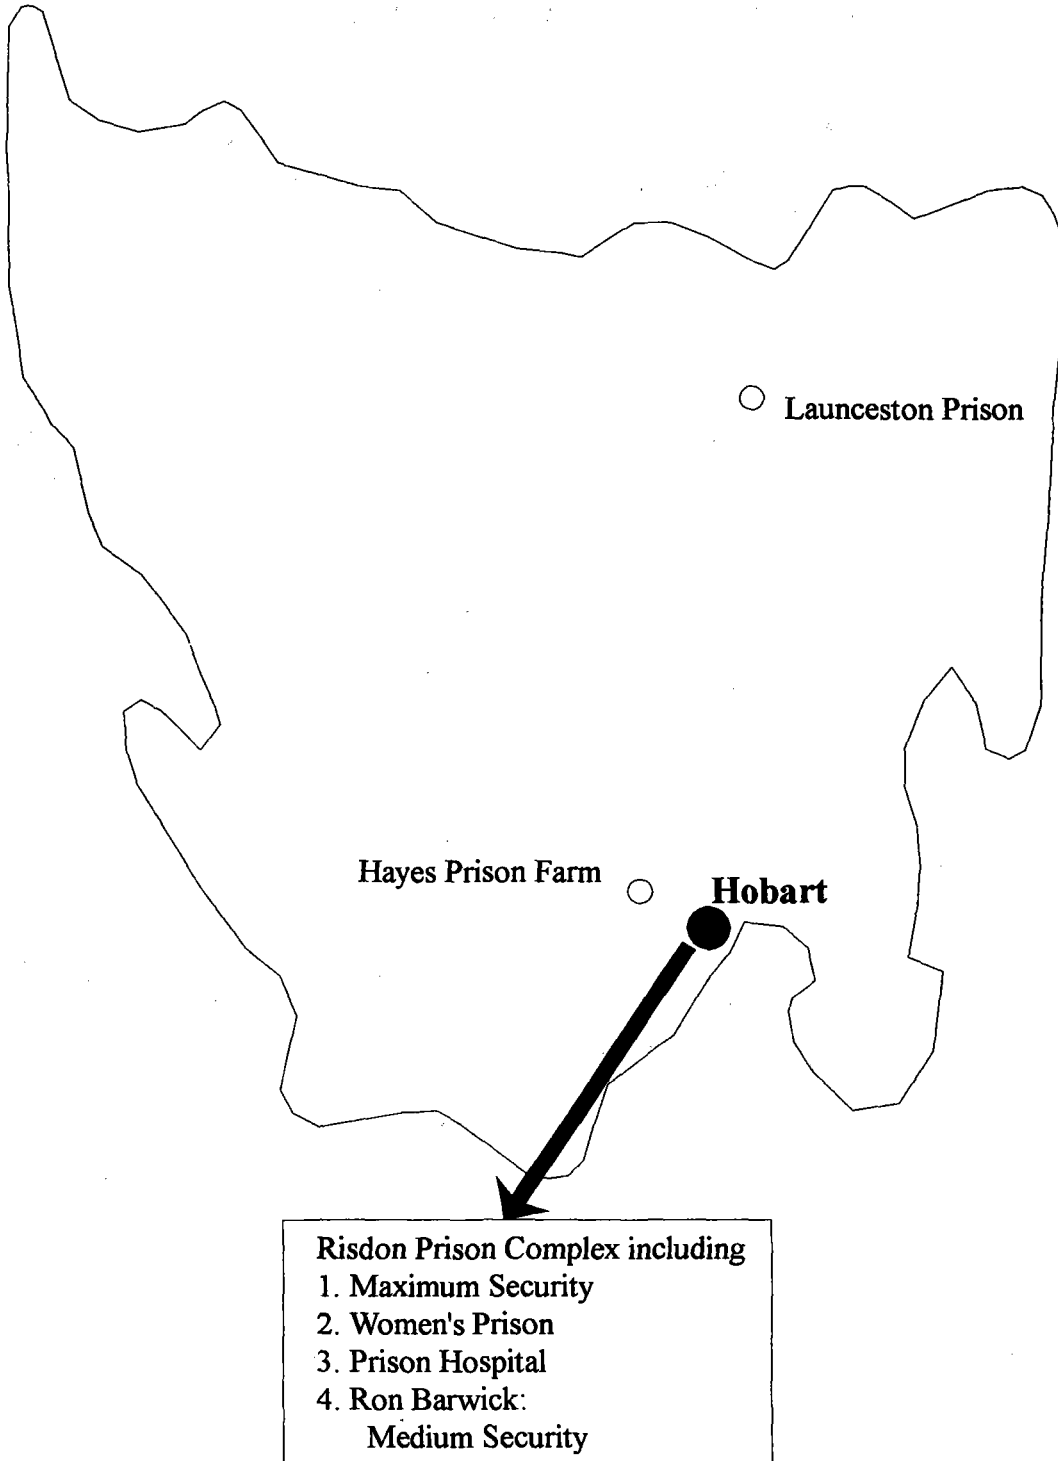 Launceston Prison
Hayes Prison Farm
Hobart
Risdon Prison Complex including
1. Maximum Security
2. Women's Prison
3. Prison Hospital
4. Ron Barwick:
Medium Security